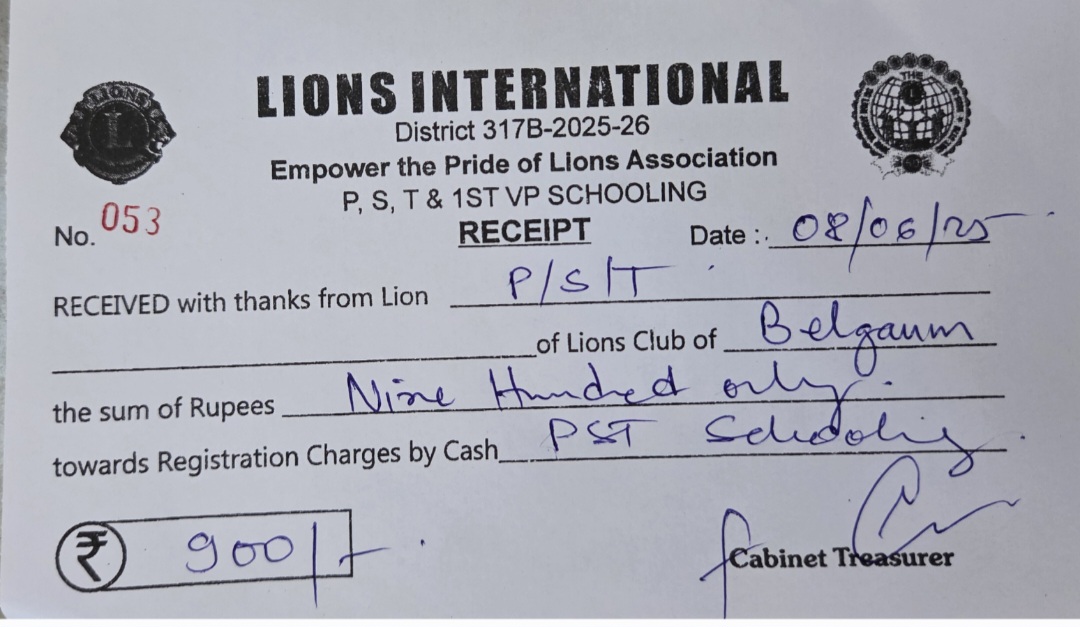 LIONS INTERNATIONAL
District 317B-2025-26
Empower the Pride of Lions Association
P, S, T & 1ST VP SCHOOLING
No. 053
RECEIPT Date : 08/06/25
RECEIVED with thanks from Lion P/S/T
of Lions Club of Belgaum
the sum of Rupees Nine Hundred only.
towards Registration Charges by Cash PST Schooling
₹ 900/-
Cabinet Treasurer